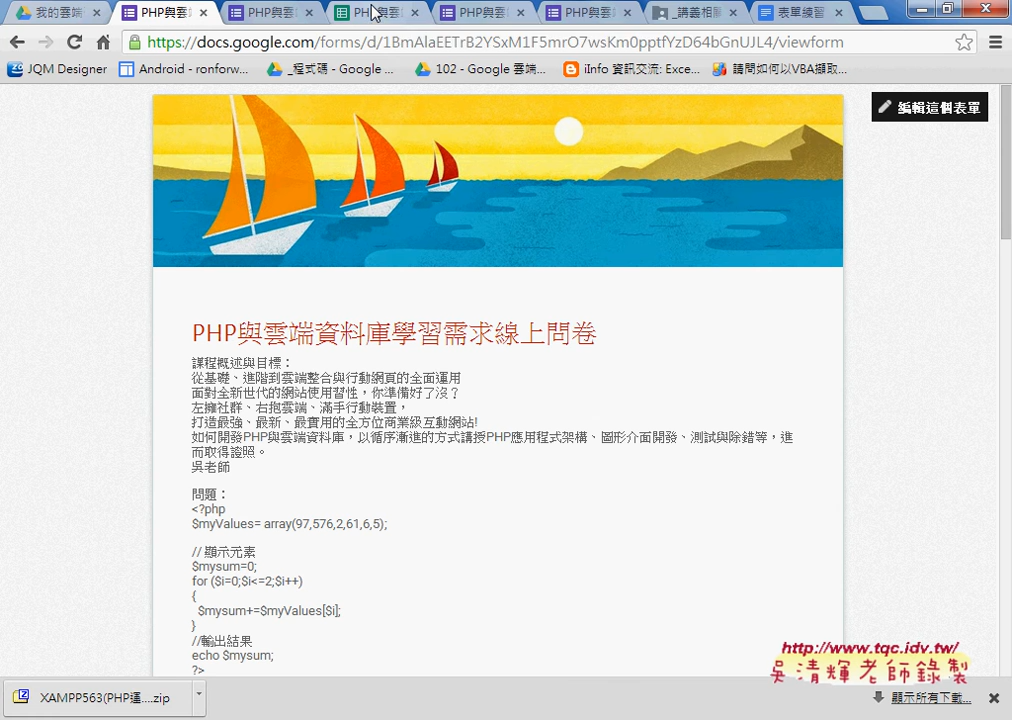 我的雲端
PHP與雲
PHP與雲
PHP與雲
PHP與雲
PHP與雲
_講義相關
表單練習
https://docs.google.com/forms/d/1BmAlaEETrB2YSxM1F5mrO7wsKm0pptfYzD64bGnUJL4/viewform
JQM Designer
Android - ronforw...
_程式碼 - Google ...
102 - Google 雲端...
iInfo 資訊交流: Exce...
請問如何以VBA擷取...
編輯這個表單
PHP與雲端資料庫學習需求線上問卷
課程概述與目標：
從基礎、進階到雲端整合與行動網頁的全面運用
面對全新世代的網站使用習性，你準備好了沒？
左擁社群、右抱雲端、滿手行動裝置，
打造最強、最新、最實用的全方位商業級互動網站!
如何開發PHP與雲端資料庫，以循序漸進的方式講授PHP應用程式架構、圖形介面開發、測試與除錯等，進
而取得證照。
吳老師
問題：
<?php
$myValues= array(97,576,2,61,6,5);
// 顯示元素
$mysum=0;
for ($i=0;$i<=2;$i++)
{
$mysum+=$myValues[$i];
}
//輸出結果
echo $mysum;
?>
http://www.tqc.idv.tw/
吳清輝老師錄製
XAMPP563(PHP運....zip
顯示所有下載...